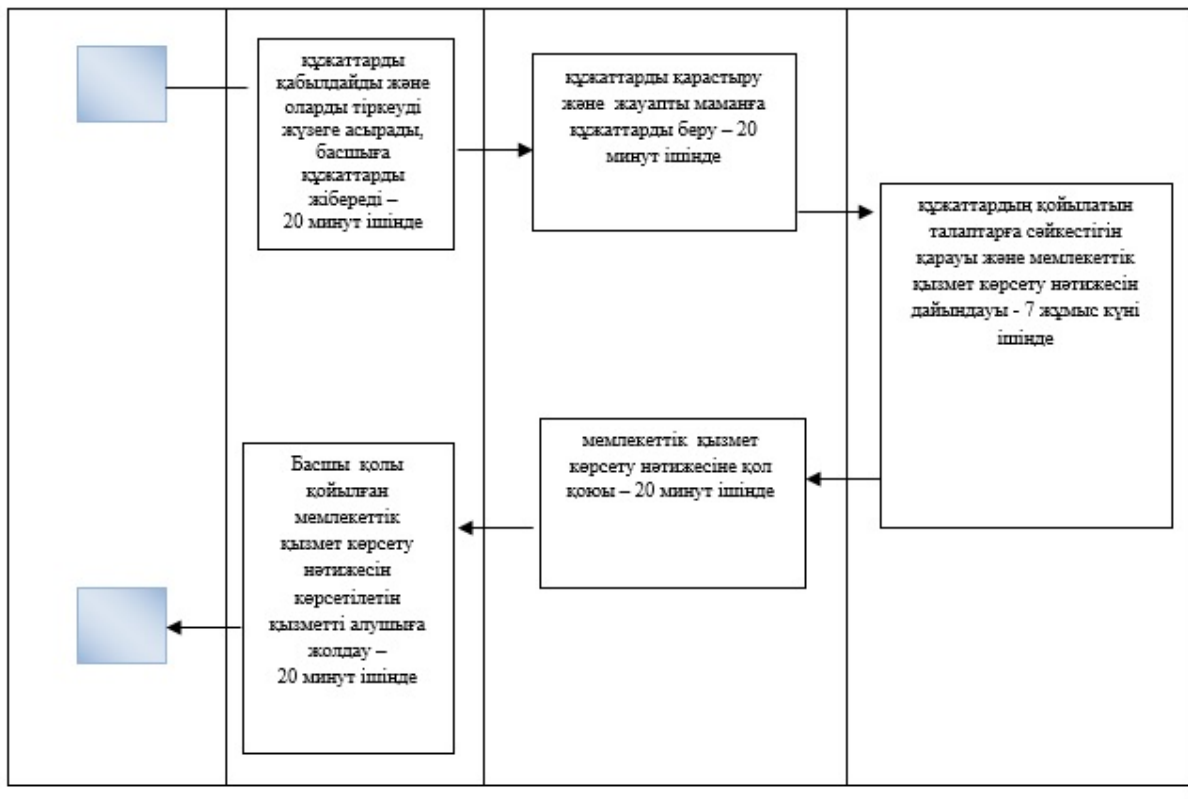 құжаттарды
қабылдайды және
оларды тіркеуді
жүзеге асырады,
басшыға
құжаттарды
жібереді –
20 минут ішінде
құжаттарды қарастыру
және жауапты маманға
құжаттарды беру – 20
минут ішінде
құжаттардың қойылатын
талаптарға сәйкестігін
қарауы және мемлекеттік
қызмет көрсету нәтижесін
дайындауы - 7 жұмыс күні
ішінде
мемлекеттік қызмет
көрсету нәтижесіне қол
қоюы – 20 минут ішінде
Басшы қолы
қойылған
мемлекеттік
қызмет көрсету
нәтижесін
көрсетілетін
қызметті алушыға
жолдау –
20 минут ішінде